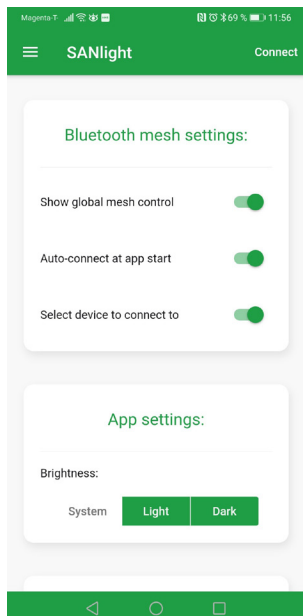 Magenta-T- 69 % 11:56
SANlight Connect
Bluetooth mesh settings:
Show global mesh control
Auto-connect at app start
Select device to connect to
App settings:
Brightness:
System Light Dark